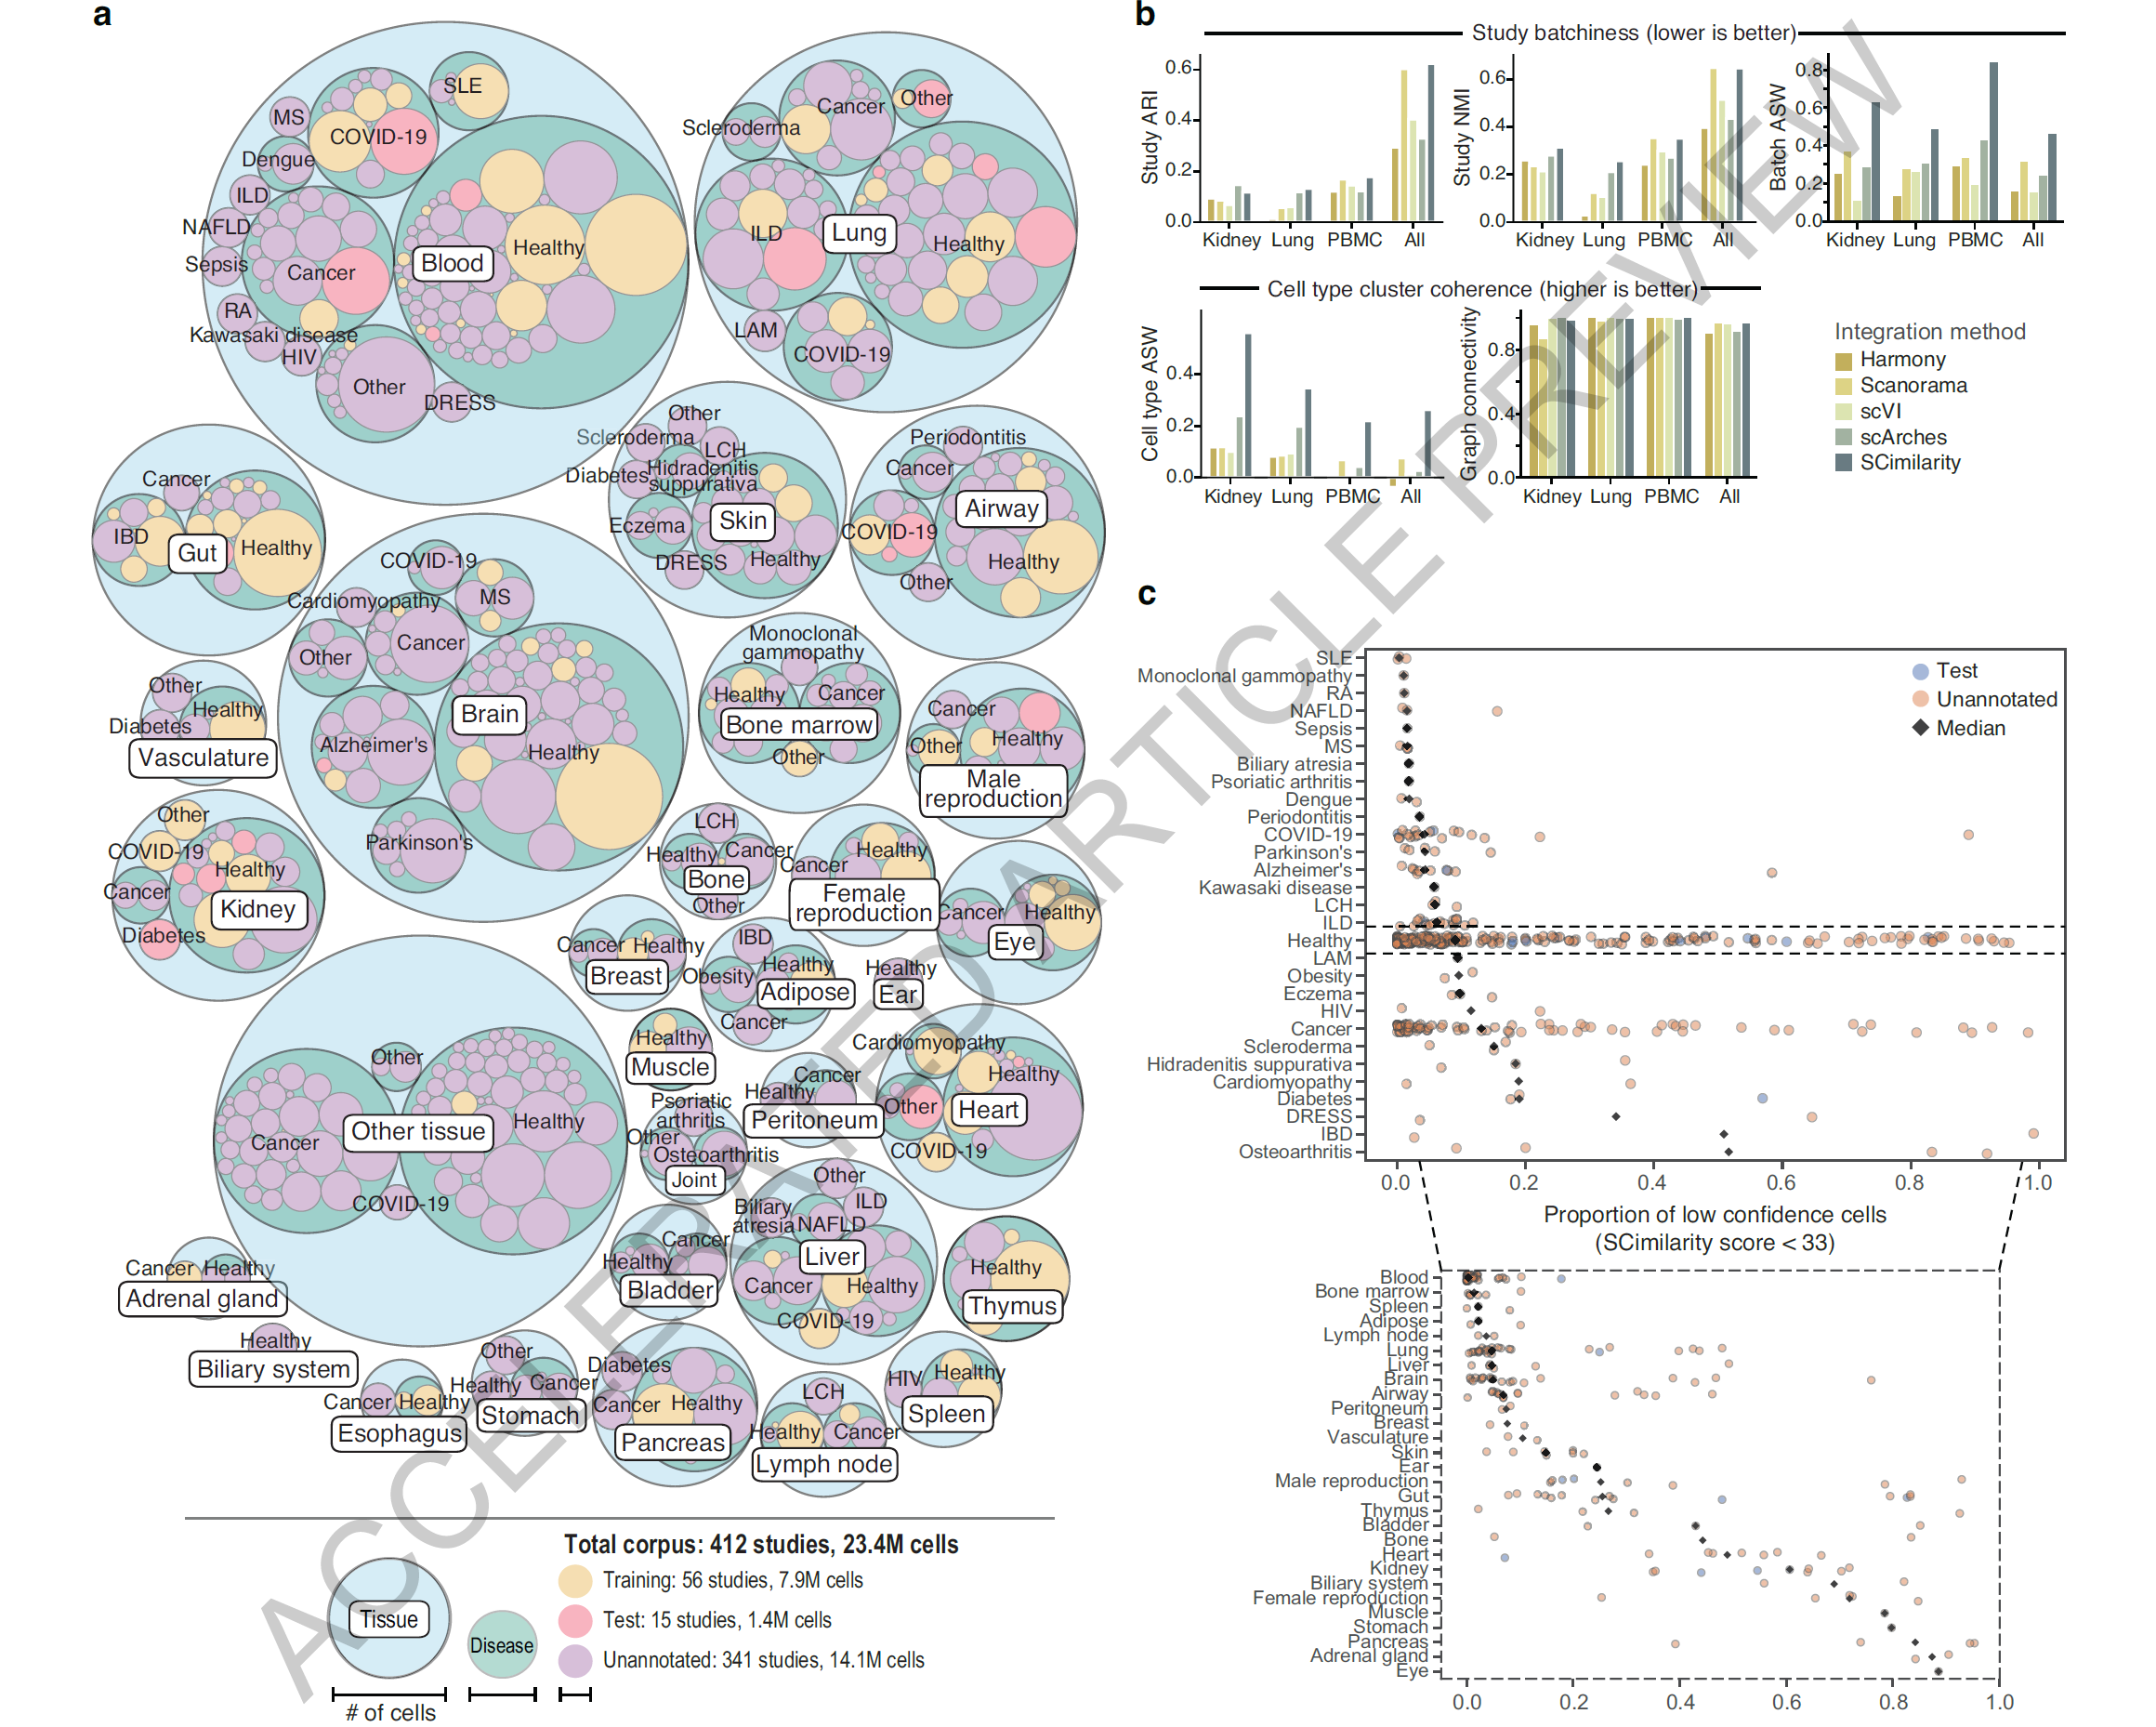 a
SLE
MS
COVID-19
Dengue
ILD
NAFLD
Sepsis
Cancer
RA
Kawasaki disease
HIV
Other
DRESS
Blood
Healthy
Cancer
Other
Scleroderma
ILD
Lung
Healthy
LAM
COVID-19
Cancer
IBD
Gut
Healthy
Other
Scleroderma
LCH
Diabetes
Hidradenitis
suppurativa
Eczema
Skin
DRESS
Healthy
Periodontitis
Cancer
Airway
COVID-19
Healthy
Other
COVID-19
Cardiomyopathy
MS
Other
Cancer
Brain
Alzheimer's
Healthy
Parkinson's
Other
Healthy
Diabetes
Vasculature
Monoclonal
gammopathy
Healthy
Cancer
Bone marrow
Other
Cancer
Other
Healthy
Male
reproduction
Other
COVID-19
Healthy
Cancer
Kidney
Diabetes
LCH
Healthy
Cancer
Bone
Other
Cancer
Healthy
Female
reproduction
Cancer
Healthy
Eye
Cancer
Healthy
Breast
IBD
Obesity
Healthy
Adipose
Cancer
Healthy
Ear
Other
Cancer
Other tissue
Healthy
COVID-19
Healthy
Muscle
Cardiomyopathy
Healthy
Other
Heart
COVID-19
Cancer
Healthy
Peritoneum
Psoriatic
arthritis
Other
Osteoarthritis
Joint
Other
Biliary
atresia
ILD
NAFLD
Liver
Cancer
Healthy
COVID-19
Cancer
Healthy
Bladder
Healthy
Thymus
Cancer
Healthy
Adrenal gland
Healthy
Biliary system
Cancer
Healthy
Esophagus
Other
Healthy
Cancer
Stomach
Diabetes
Cancer
Healthy
Pancreas
LCH
Healthy
Cancer
Lymph node
HIV
Healthy
Spleen
Total corpus: 412 studies, 23.4M cells
Training: 56 studies, 7.9M cells
Test: 15 studies, 1.4M cells
Unannotated: 341 studies, 14.1M cells
Tissue
Disease
# of cells
b
Study batchiness (lower is better)
Study ARI
0.6
0.4
0.2
0.0
Kidney Lung PBMC All
Study NMI
0.6
0.4
0.2
0.0
Kidney Lung PBMC All
Batch ASW
0.8
0.6
0.4
0.2
0.0
Kidney Lung PBMC All
Cell type cluster coherence (higher is better)
Cell type ASW
0.4
0.2
0.0
Kidney Lung PBMC All
Graph connectivity
0.8
0.4
0.0
Kidney Lung PBMC All
Integration method
Harmony
Scanorama
scVI
scArches
SCimilarity
c
Test
Unannotated
Median
SLE
Monoclonal gammopathy
RA
NAFLD
Sepsis
MS
Biliary atresia
Psoriatic arthritis
Dengue
Periodontitis
COVID-19
Parkinson's
Alzheimer's
Kawasaki disease
LCH
ILD
Healthy
LAM
Obesity
Eczema
HIV
Cancer
Scleroderma
Hidradenitis suppurativa
Cardiomyopathy
Diabetes
DRESS
IBD
Osteoarthritis
0.0 0.2 0.4 0.6 0.8 1.0
Proportion of low confidence cells
(SCimilarity score < 33)
Blood
Bone marrow
Spleen
Adipose
Lymph node
Lung
Liver
Brain
Airway
Peritoneum
Breast
Vasculature
Skin
Ear
Male reproduction
Gut
Thymus
Bladder
Bone
Heart
Kidney
Biliary system
Female reproduction
Muscle
Stomach
Pancreas
Adrenal gland
Eye
0.0 0.2 0.4 0.6 0.8 1.0
ACCELERATED ARTICLE PREVIEW